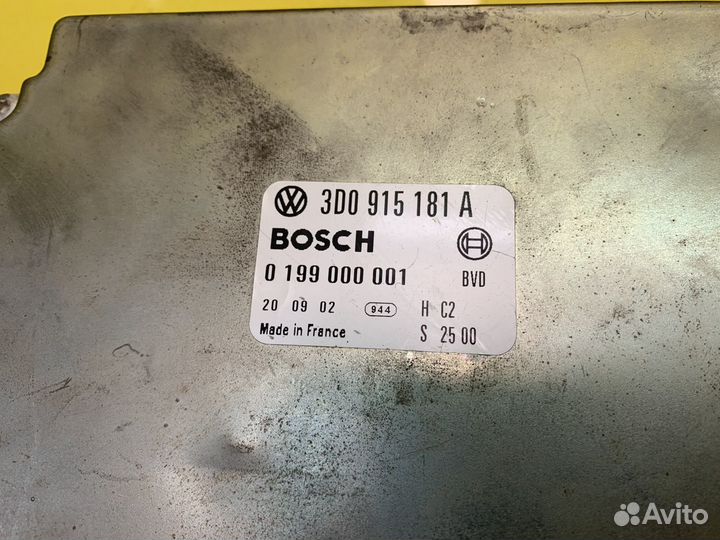 3D0 915 181 A
BOSCH
0 199 000 001 BVD
20 09 02 944 H C2
Made in France S 25 00
Avito